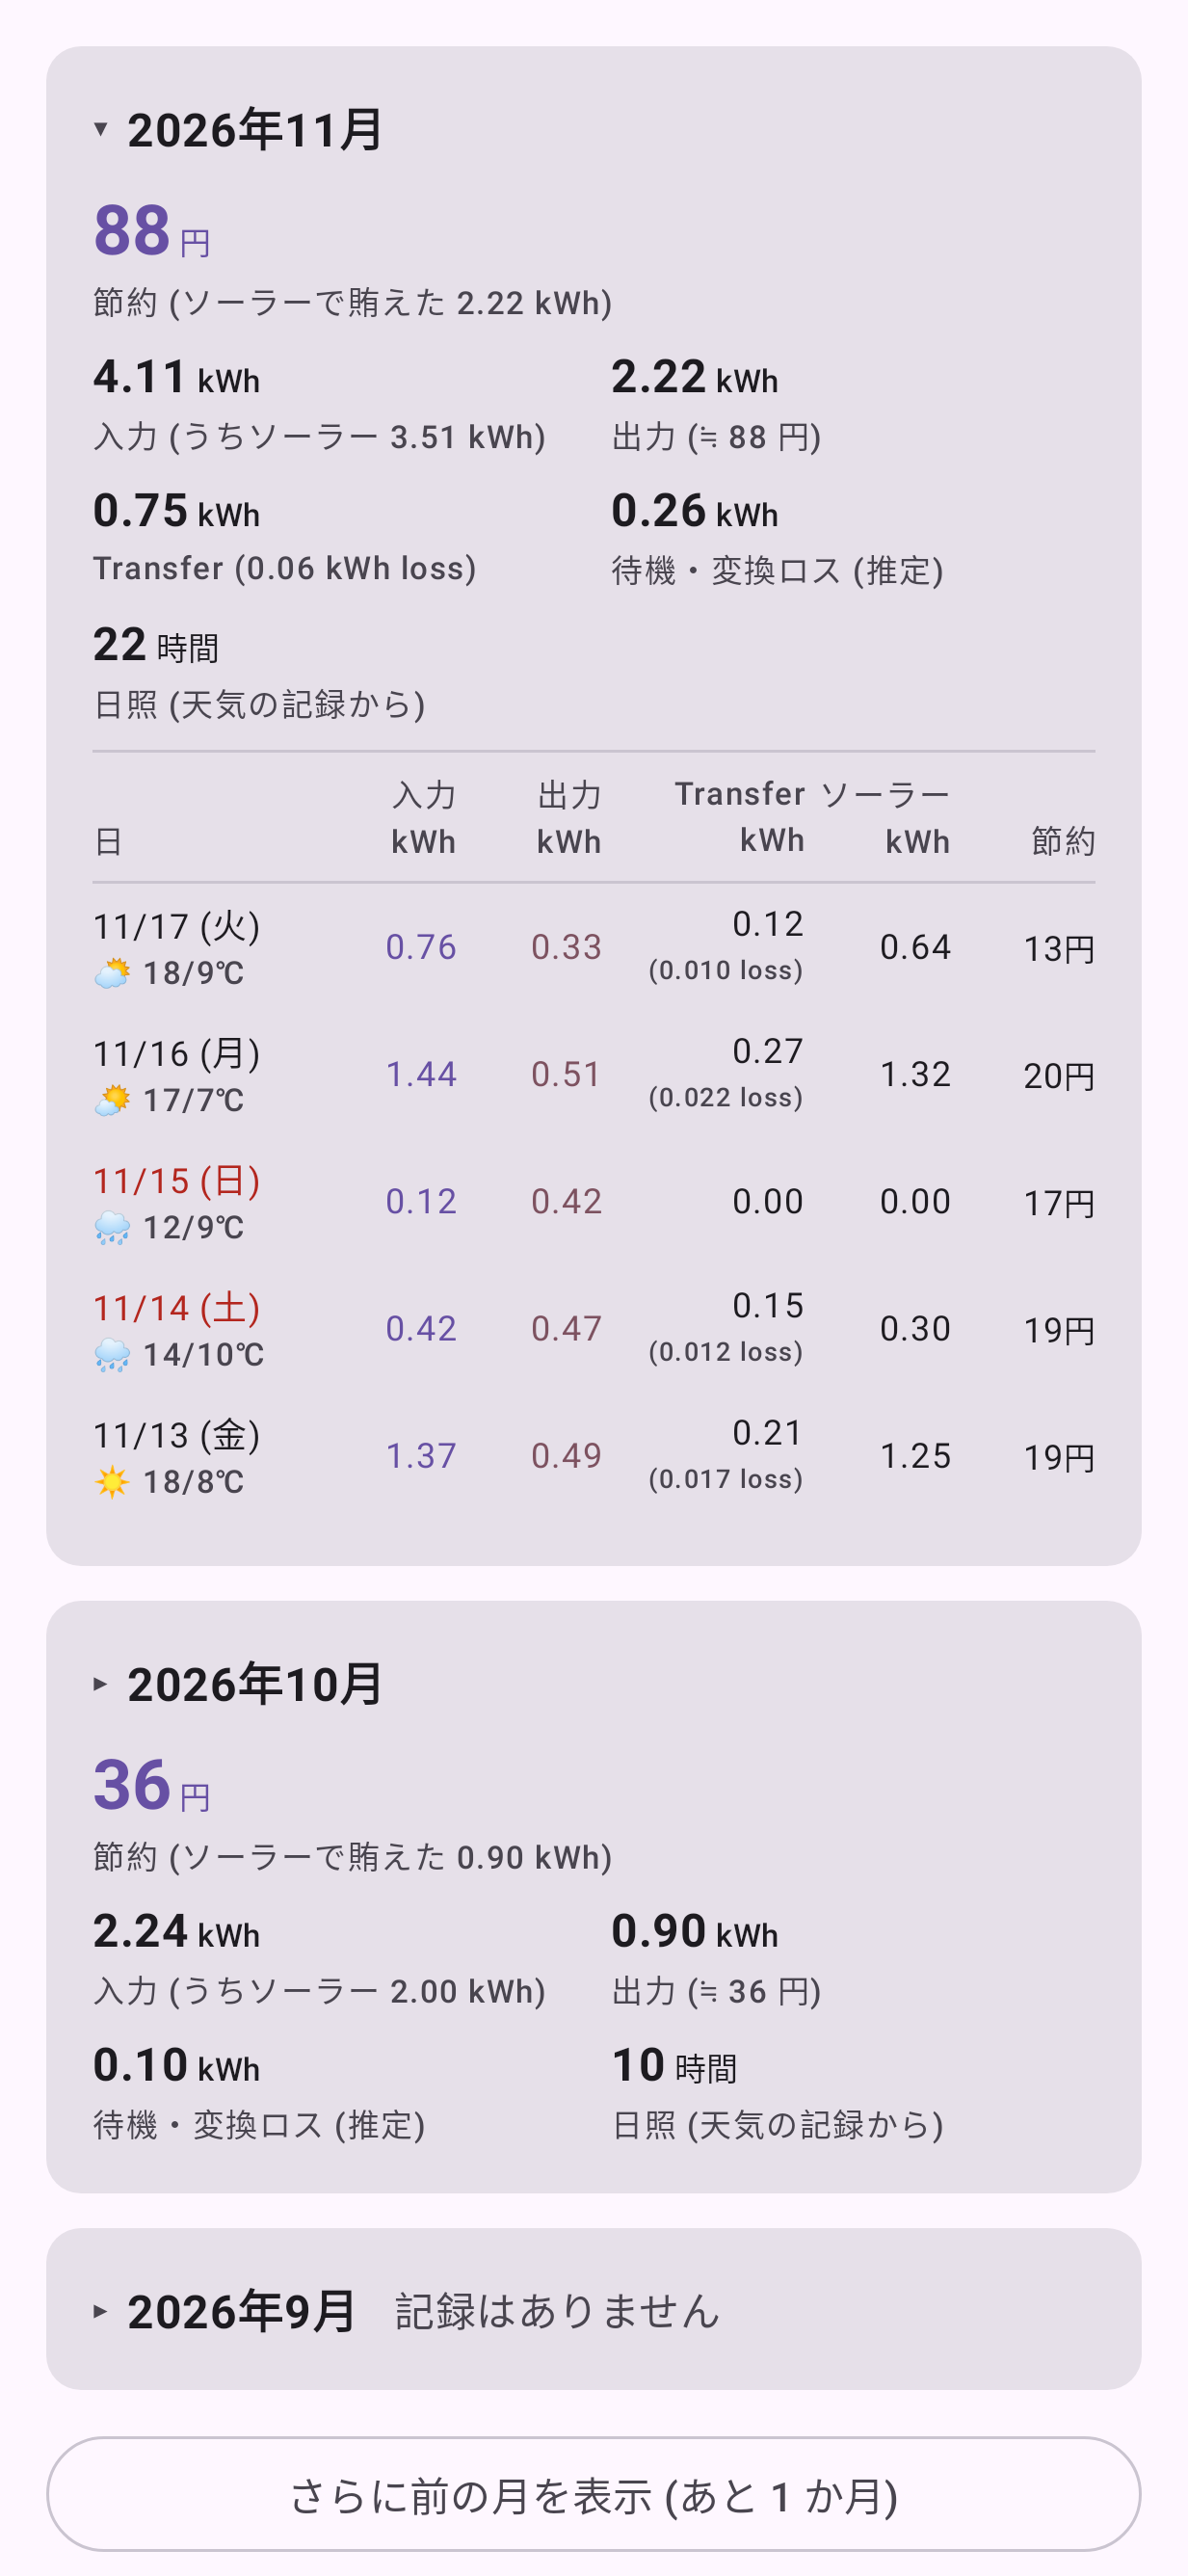 ▼ 2026年11月
88 円
節約 (ソーラーで賄えた 2.22 kWh)
4.11 kWh 2.22 kWh
入力 (うちソーラー 3.51 kWh) 出力 (≒ 88 円)
0.75 kWh 0.26 kWh
Transfer (0.06 kWh loss) 待機・変換ロス (推定)
22 時間
日照 (天気の記録から)
入力 出力 Transfer ソーラー
日 kWh kWh kWh kWh 節約
11/17 (火) 0.76 0.33 0.12 0.64 13円
18/9℃ (0.010 loss)
11/16 (月) 1.44 0.51 0.27 1.32 20円
17/7℃ (0.022 loss)
11/15 (日) 0.12 0.42 0.00 0.00 17円
12/9℃
11/14 (土) 0.42 0.47 0.15 0.30 19円
14/10℃ (0.012 loss)
11/13 (金) 1.37 0.49 0.21 1.25 19円
18/8℃ (0.017 loss)
▶ 2026年10月
36 円
節約 (ソーラーで賄えた 0.90 kWh)
2.24 kWh 0.90 kWh
入力 (うちソーラー 2.00 kWh) 出力 (≒ 36 円)
0.10 kWh 10 時間
待機・変換ロス (推定) 日照 (天気の記録から)
▶ 2026年9月 記録はありません
さらに前の月を表示 (あと 1 か月)